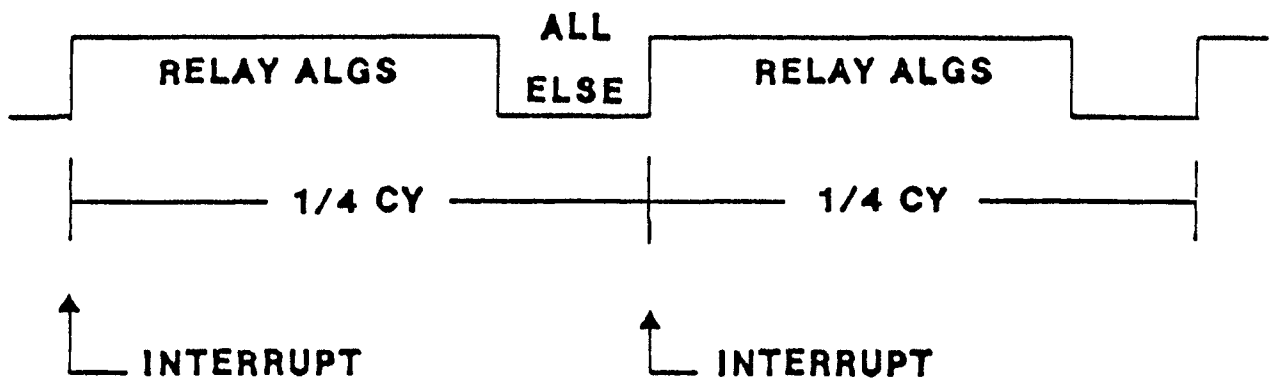 ALL
ELSE
RELAY ALGS
RELAY ALGS
1/4 CY
1/4 CY
INTERRUPT
INTERRUPT